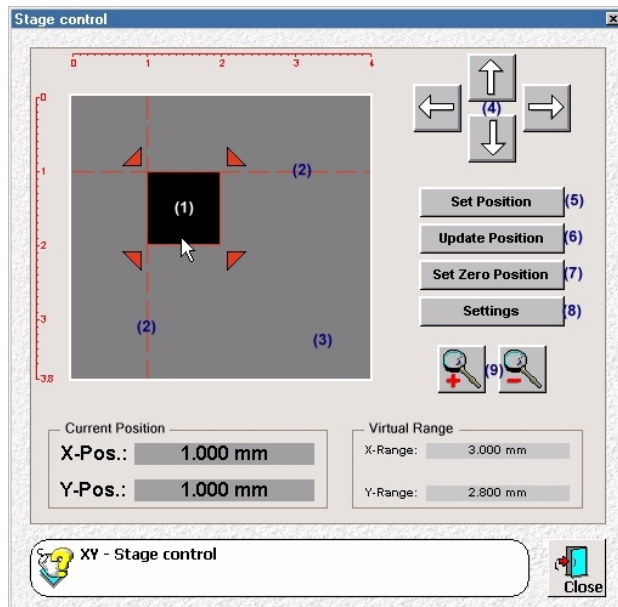 Stage control
0 1 2 3 4
0
(4)
1
(2)
(1)
Set Position (5)
2
Update Position (6)
Set Zero Position (7)
3
(2)
(3)
Settings (8)
3.8
(9)
Current Position
Virtual Range
X-Pos.: 1.000 mm
X-Range: 3.000 mm
Y-Pos.: 1.000 mm
Y-Range: 2.800 mm
XY - Stage control
Close